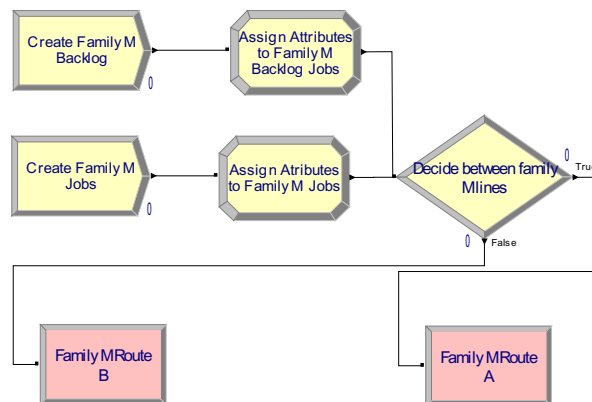 Create Family M
Backlog
Assign Attributes
to Family M
Backlog Jobs
0
Create Family M
Jobs
Assign Atributes
to Family M Jobs
0
Decide between family
Mlines
0
True
0
False
Family MRoute
B
Family MRoute
A